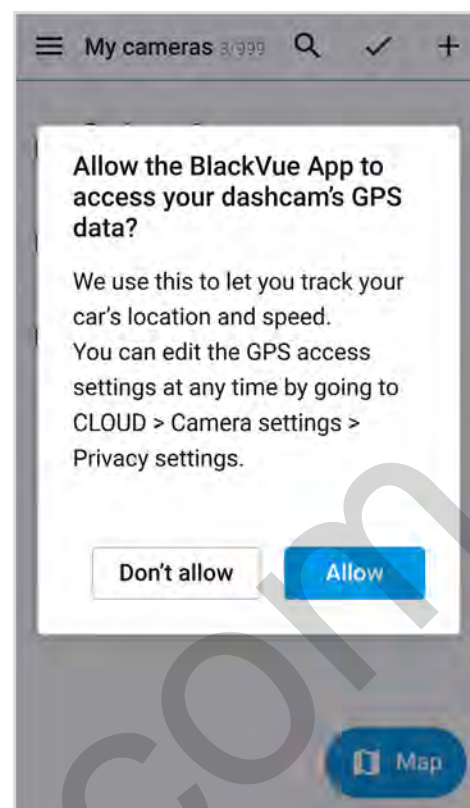 My cameras 3/999
Allow the BlackVue App to
access your dashcam's GPS
data?
We use this to let you track your
car's location and speed.
You can edit the GPS access
settings at any time by going to
CLOUD > Camera settings >
Privacy settings.
Don't allow Allow
Map
com